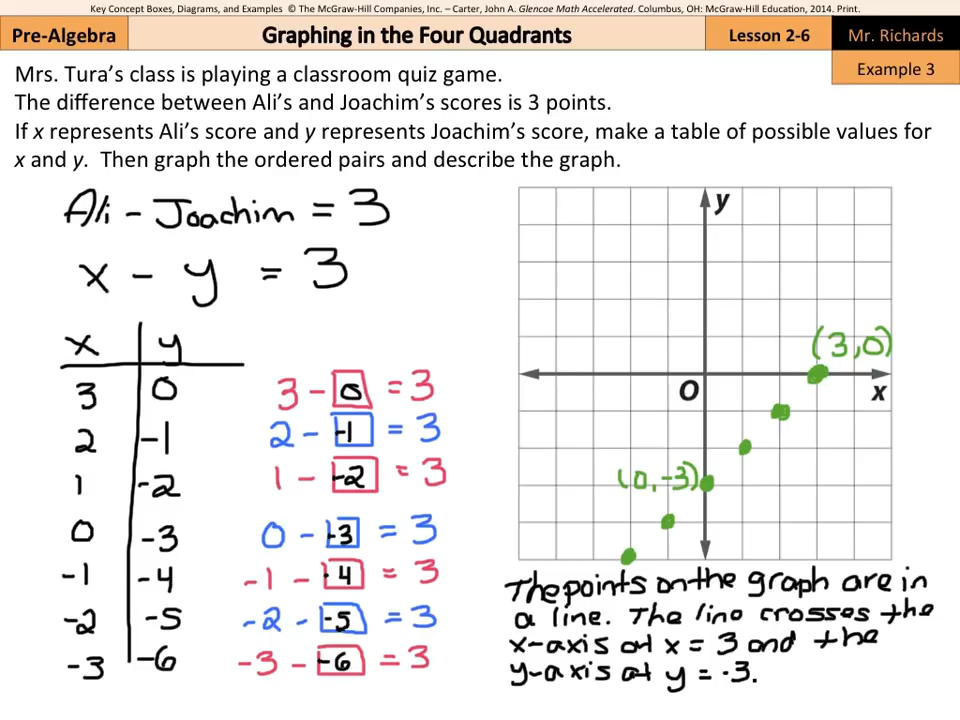 Key Concept Boxes, Diagrams, and Examples © The McGraw-Hill Companies, Inc. – Carter, John A. Glencoe Math Accelerated. Columbus, OH: McGraw-Hill Education, 2014. Print.
Pre-Algebra
Graphing in the Four Quadrants
Lesson 2-6
Mr. Richards
Example 3
Mrs. Tura's class is playing a classroom quiz game.
The difference between Ali's and Joachim's scores is 3 points.
If x represents Ali's score and y represents Joachim's score, make a table of possible values for
x and y. Then graph the ordered pairs and describe the graph.
Ali - Joachim = 3
x - y = 3
x y
3 0
2 -1
1 -2
0 -3
-1 -4
-2 -5
-3 -6
3 - 0 = 3
2 - -1 = 3
1 - -2 = 3
0 - -3 = 3
-1 - -4 = 3
-2 - -5 = 3
-3 - -6 = 3
y
(3,0)
O
x
(0,-3)
The points on the graph are in
a line. The line crosses the
x-axis at x = 3 and the
y-axis at y = -3.